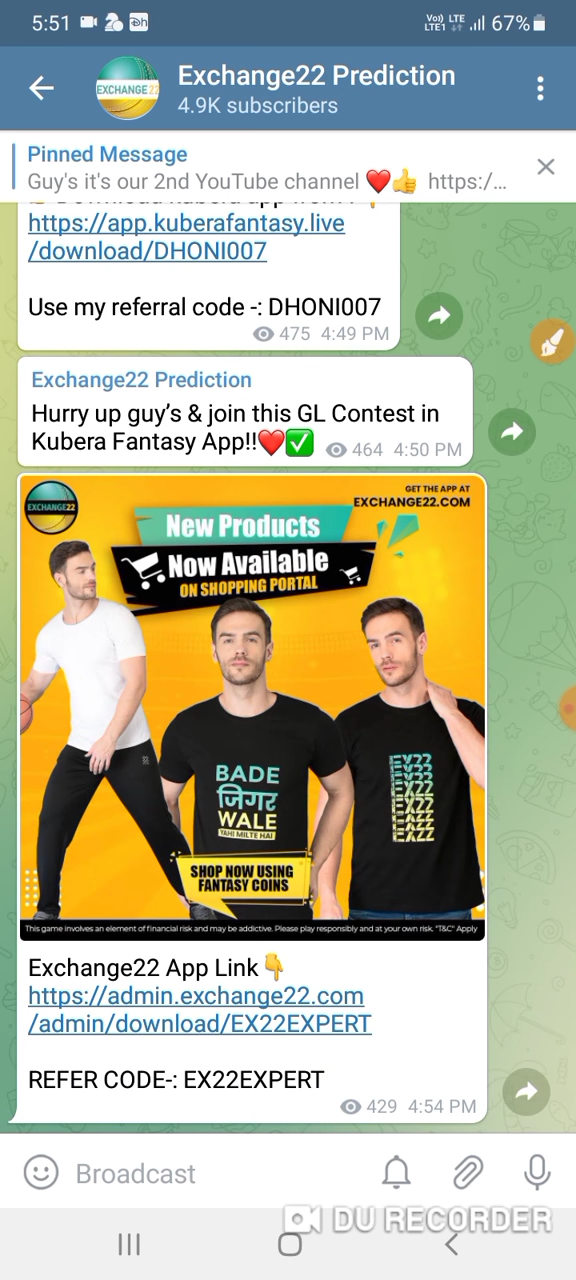 5:51
Vo) LTE
LTE1
67%
EXCHANGE22
Exchange22 Prediction
4.9K subscribers
Pinned Message
Guy's it's our 2nd YouTube channel ❤️👍 https:/...
https://app.kuberafantasy.live
/download/DHONI007
Use my referral code -: DHONI007
475 4:49 PM
Exchange22 Prediction
Hurry up guy's & join this GL Contest in
Kubera Fantasy App!!❤️✅ 464 4:50 PM
EXCHANGE22
GET THE APP AT
EXCHANGE22.COM
New Products
Now Available
ON SHOPPING PORTAL
BADE
जिगर
WALE
YAHI MILTE HAI
EX22
EX22
EX22
EX22
EX22
EX22
EX22
SHOP NOW USING
FANTASY COINS
This game involves an element of financial risk and may be addictive. Please play responsibly and at your own risk. "T&C" Apply
Exchange22 App Link👇
https://admin.exchange22.com
/admin/download/EX22EXPERT
REFER CODE-: EX22EXPERT
429 4:54 PM
Broadcast
DU RECORDER